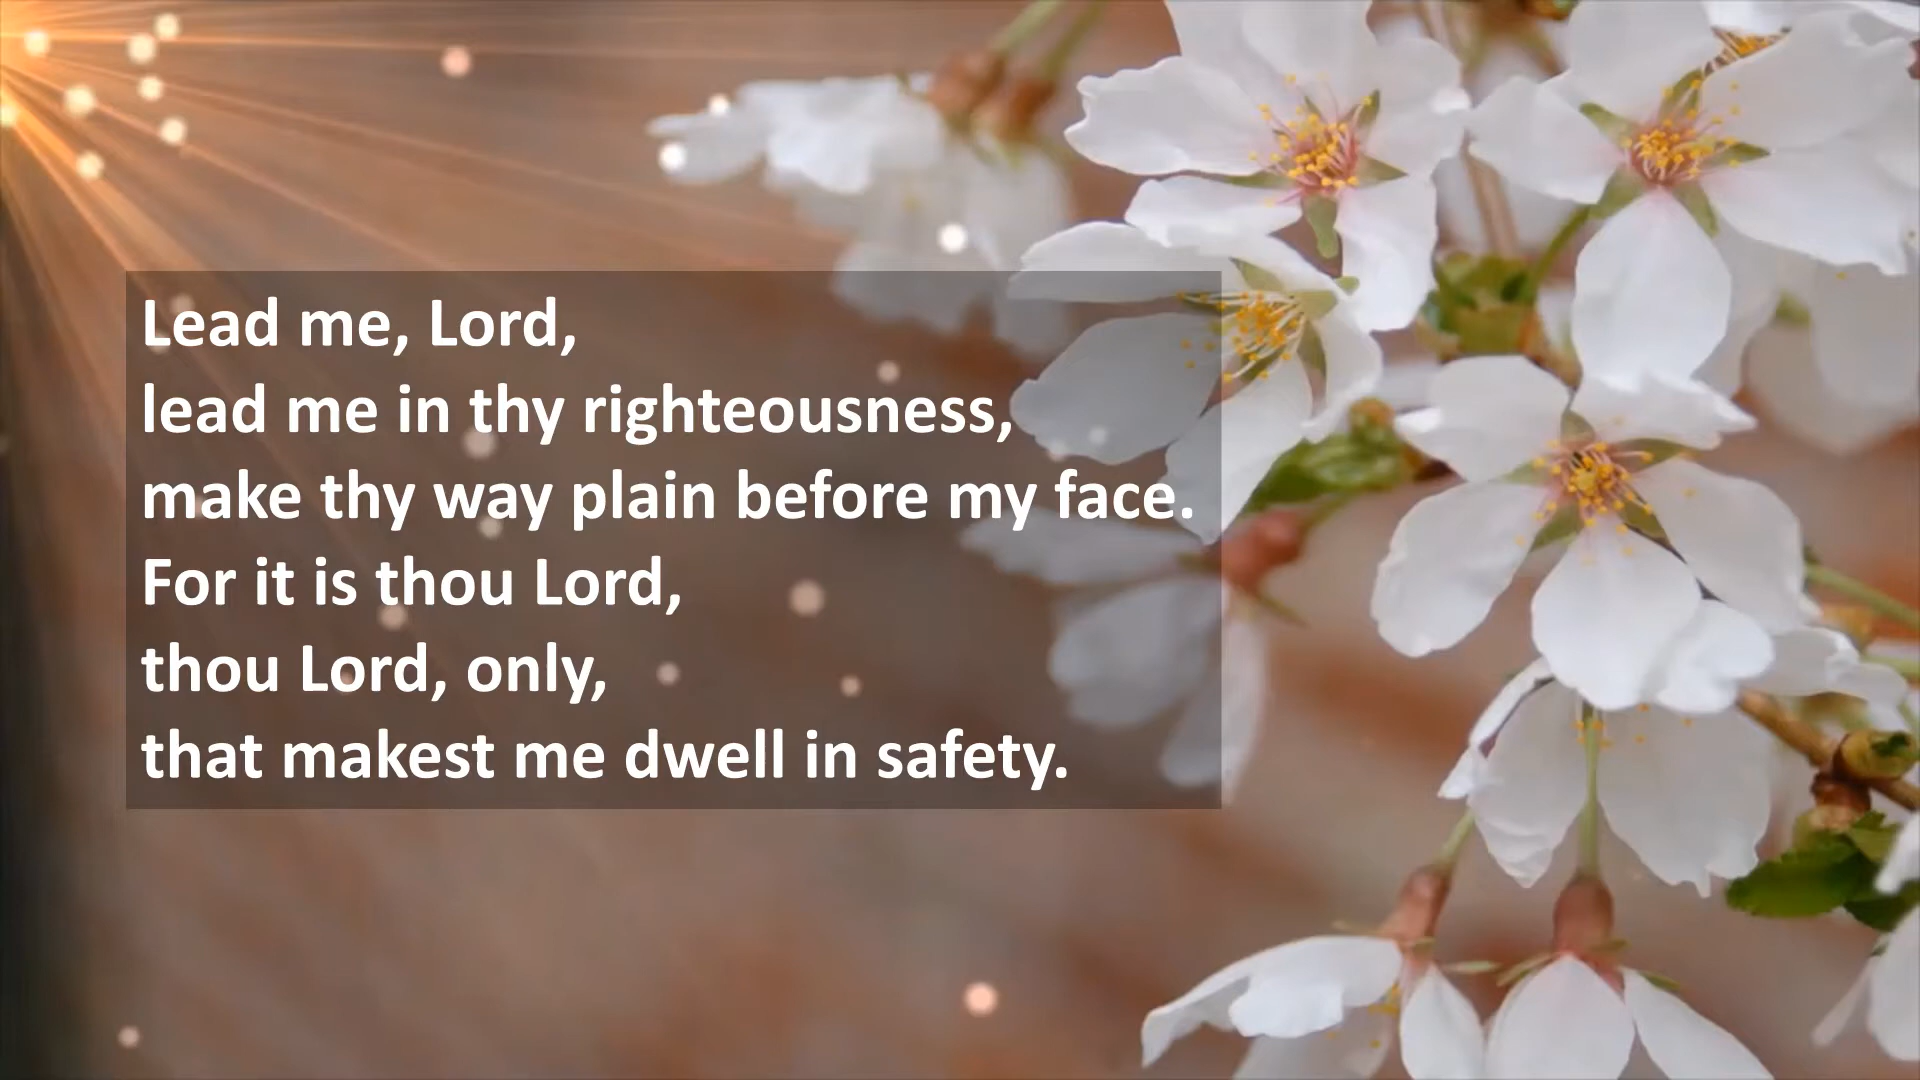 Lead me, Lord,
lead me in thy righteousness,
make thy way plain before my face.
For it is thou Lord,
thou Lord, only,
that makest me dwell in safety.